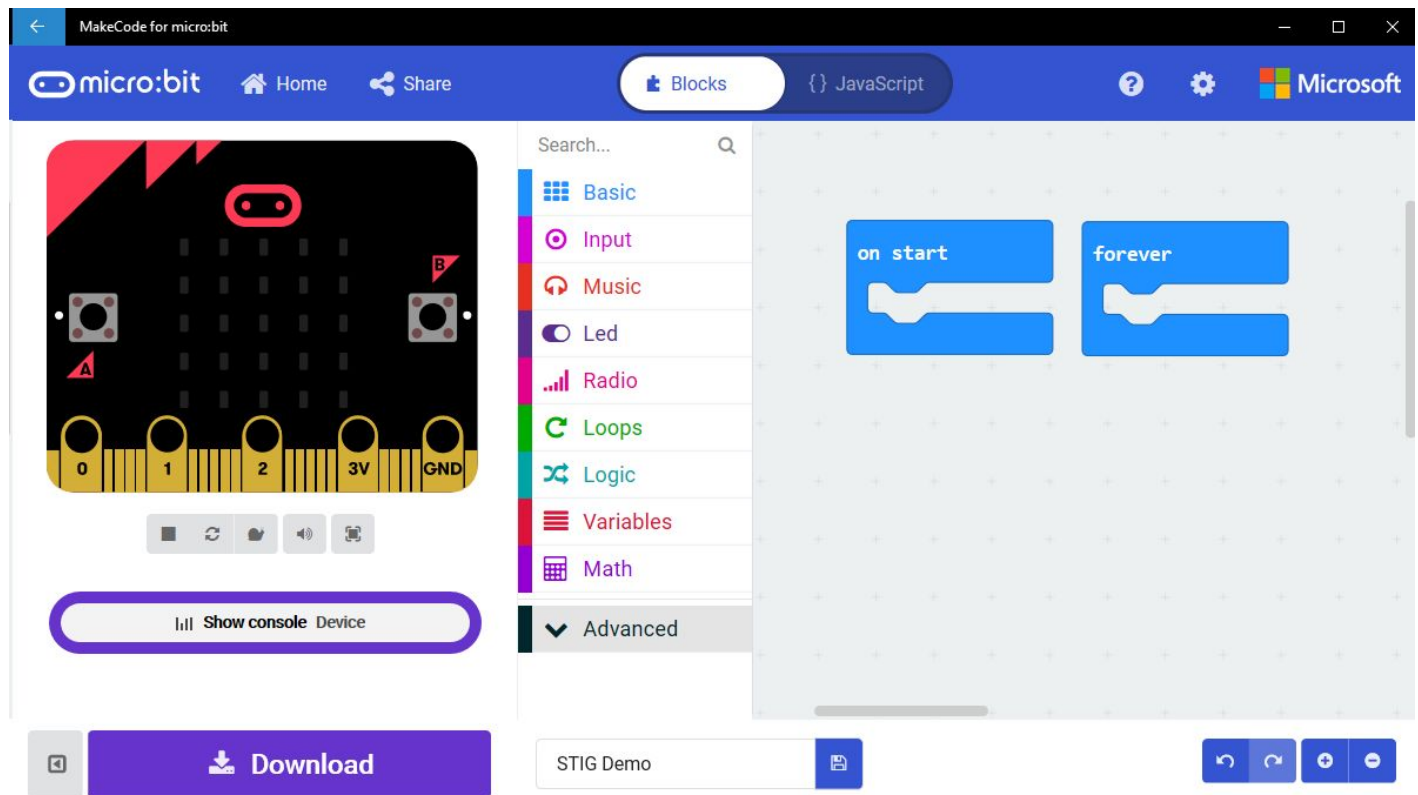 MakeCode for micro:bit
micro:bit Home Share Blocks {} JavaScript Microsoft
Search...
Basic
Input
Music
Led
Radio
Loops
Logic
Variables
Math
Advanced
on start
forever
B
A
0 1 2 3V GND
Show console Device
Download
STIG Demo